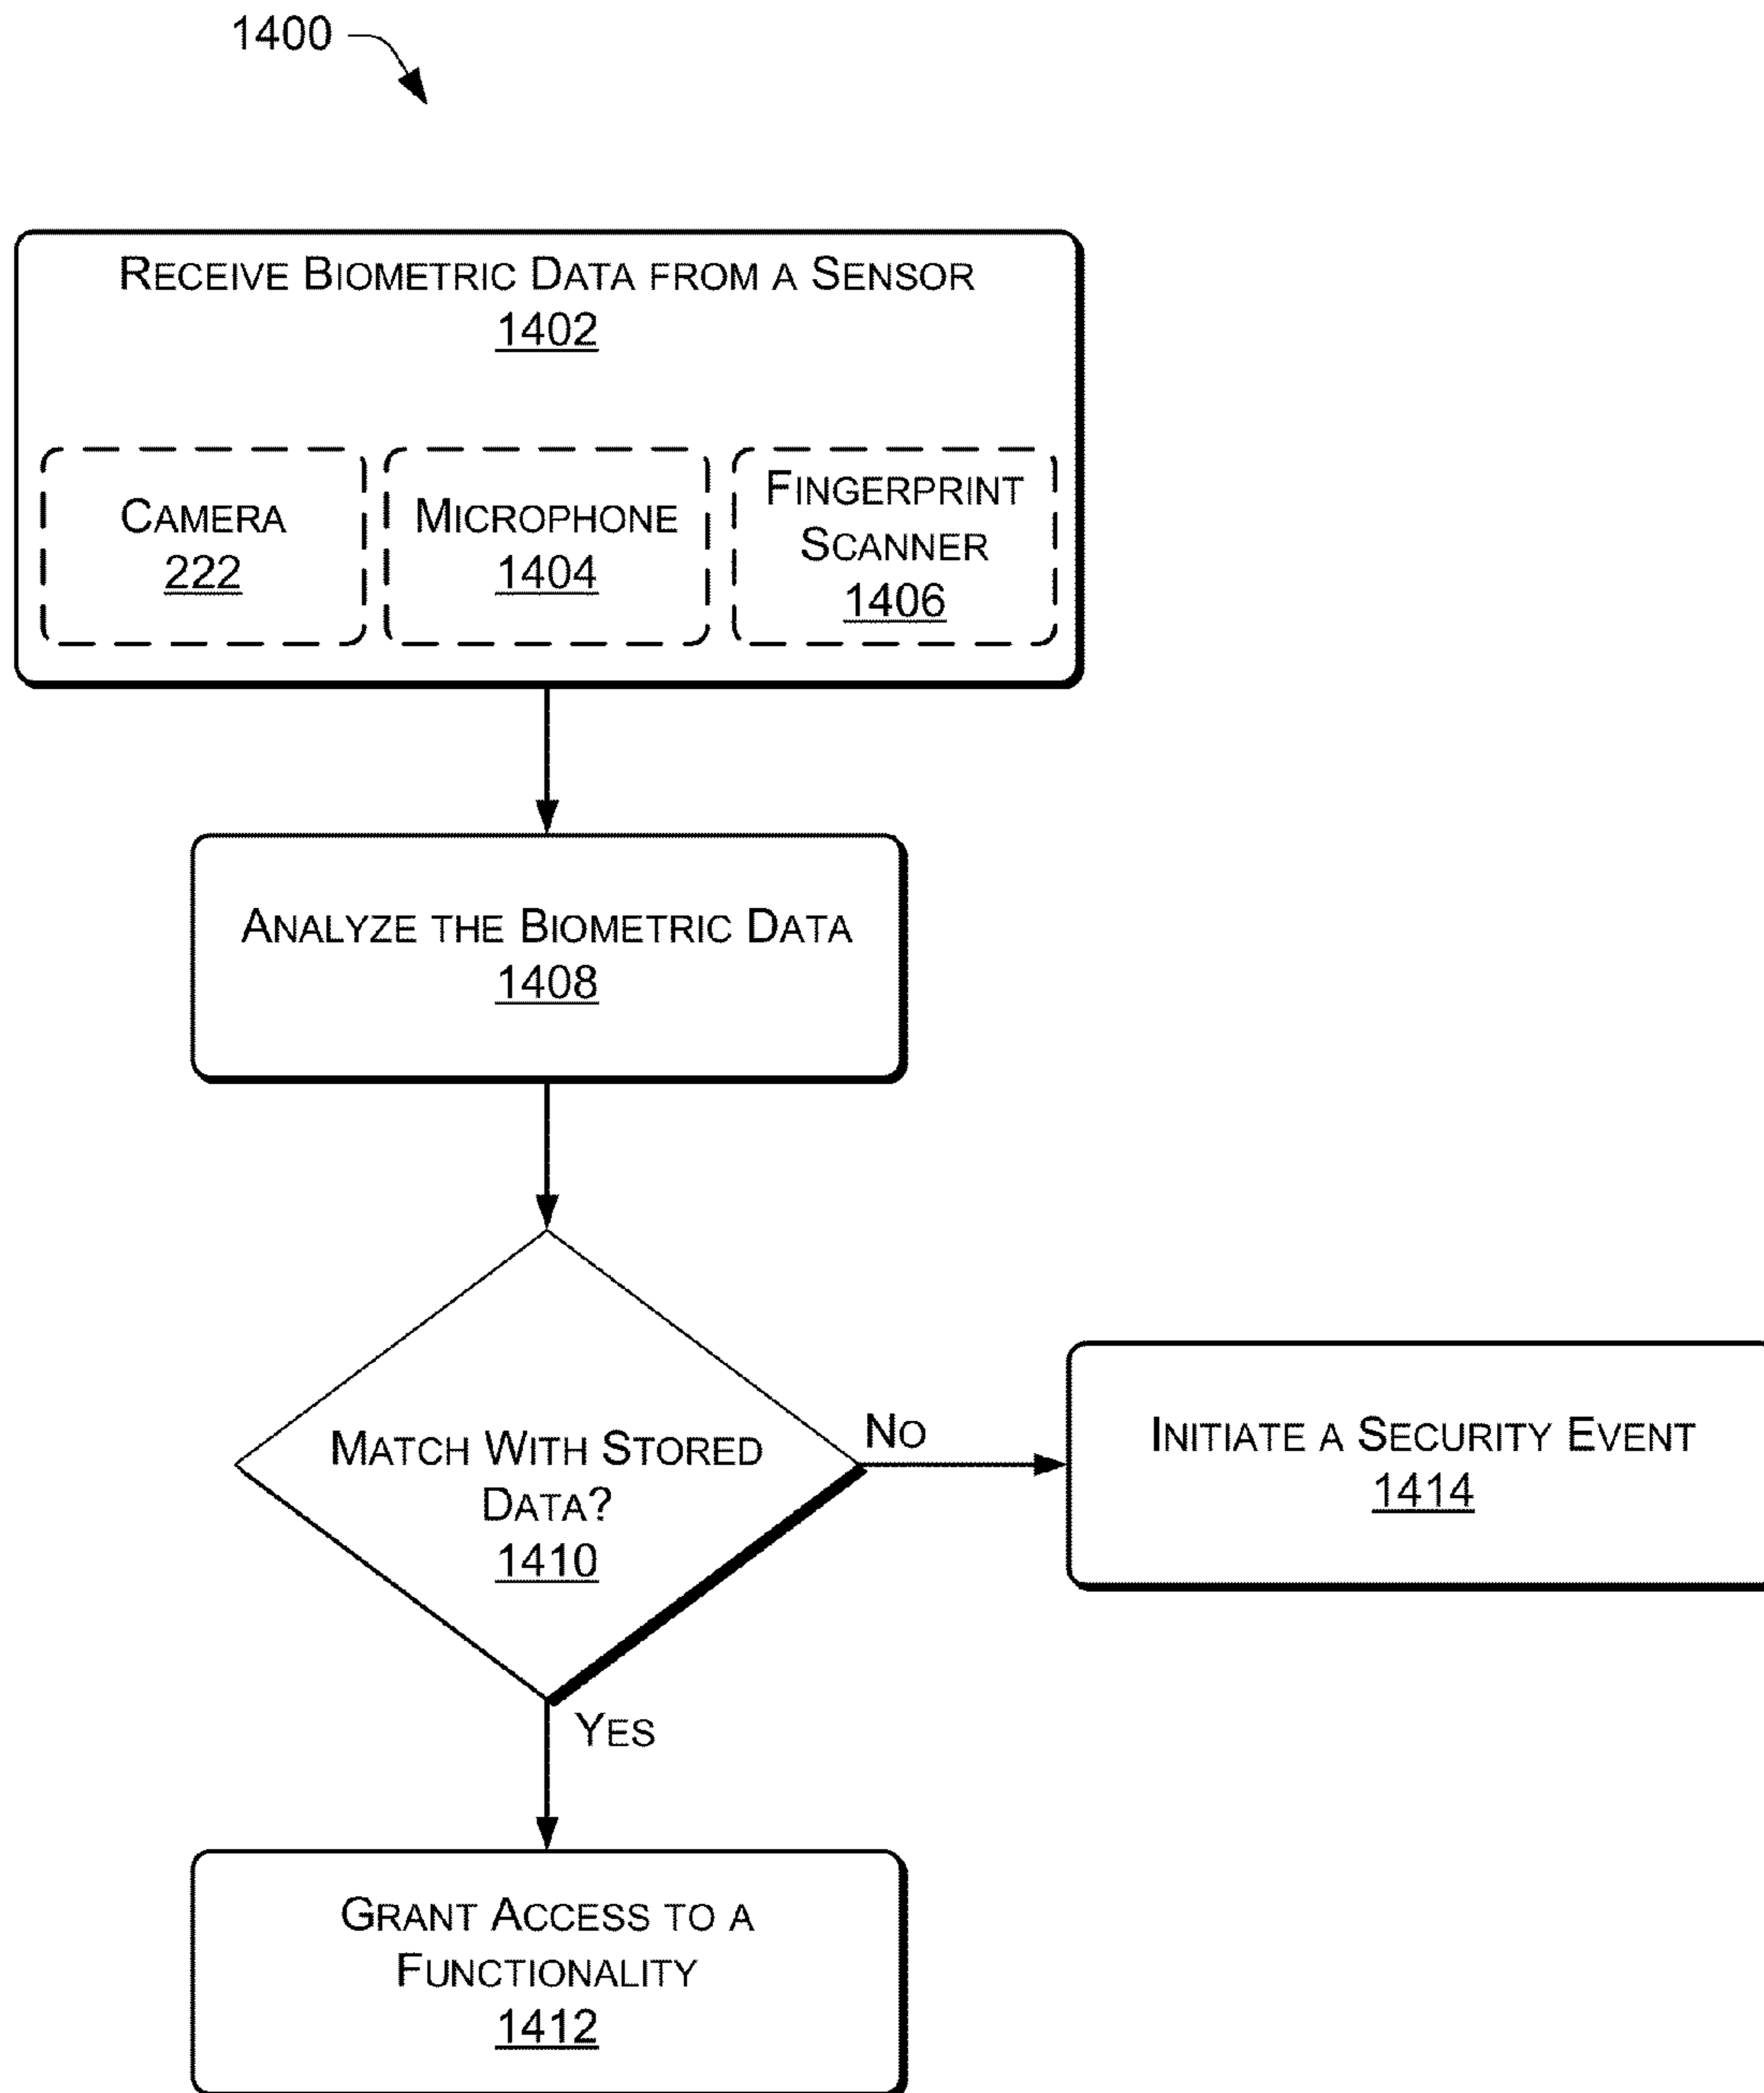 1400
RECEIVE BIOMETRIC DATA FROM A SENSOR
1402
CAMERA
222
MICROPHONE
1404
FINGERPRINT
SCANNER
1406
ANALYZE THE BIOMETRIC DATA
1408
MATCH WITH STORED
DATA?
1410
NO
INITIATE A SECURITY EVENT
1414
YES
GRANT ACCESS TO A
FUNCTIONALITY
1412